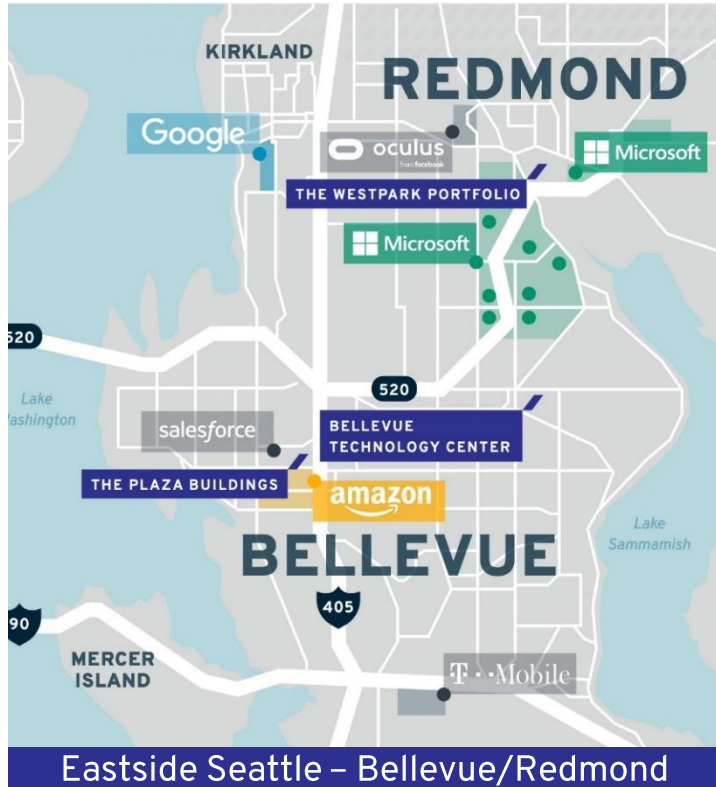 KIRKLAND
REDMOND
Google
oculus
from facebook
Microsoft
THE WESTPARK PORTFOLIO
Microsoft
520
520
Lake
Washington
salesforce
BELLEVUE
TECHNOLOGY CENTER
THE PLAZA BUILDINGS
amazon
Lake
Sammamish
BELLEVUE
405
90
MERCER
ISLAND
T··Mobile
Eastside Seattle – Bellevue/Redmond